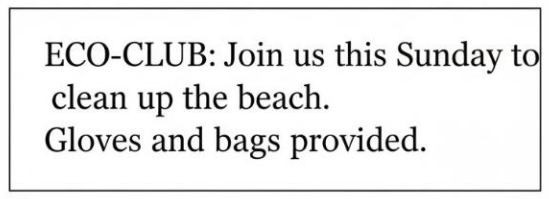 ECO-CLUB: Join us this Sunday to
clean up the beach.
Gloves and bags provided.